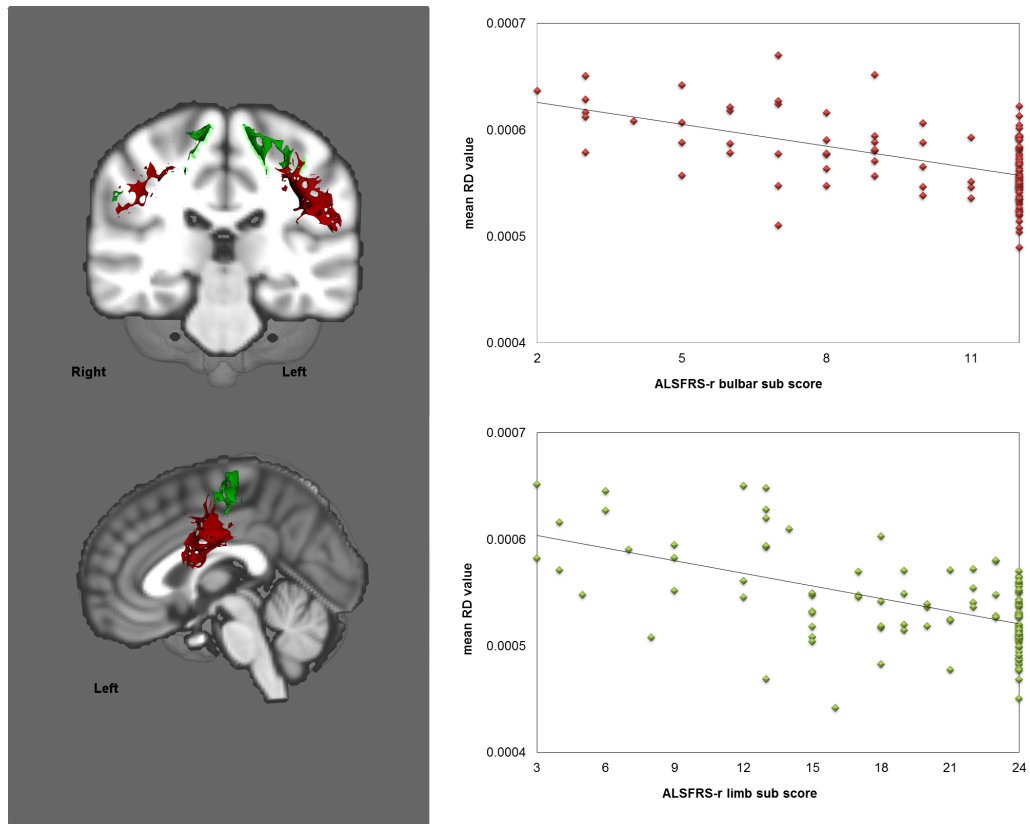 Right
Left
Left
0.0007
0.0006
0.0005
0.0004
mean RD value
2
5
8
11
ALSFRS-r bulbar sub score
0.0007
0.0006
0.0005
0.0004
mean RD value
3
6
9
12
15
18
21
24
ALSFRS-r limb sub score